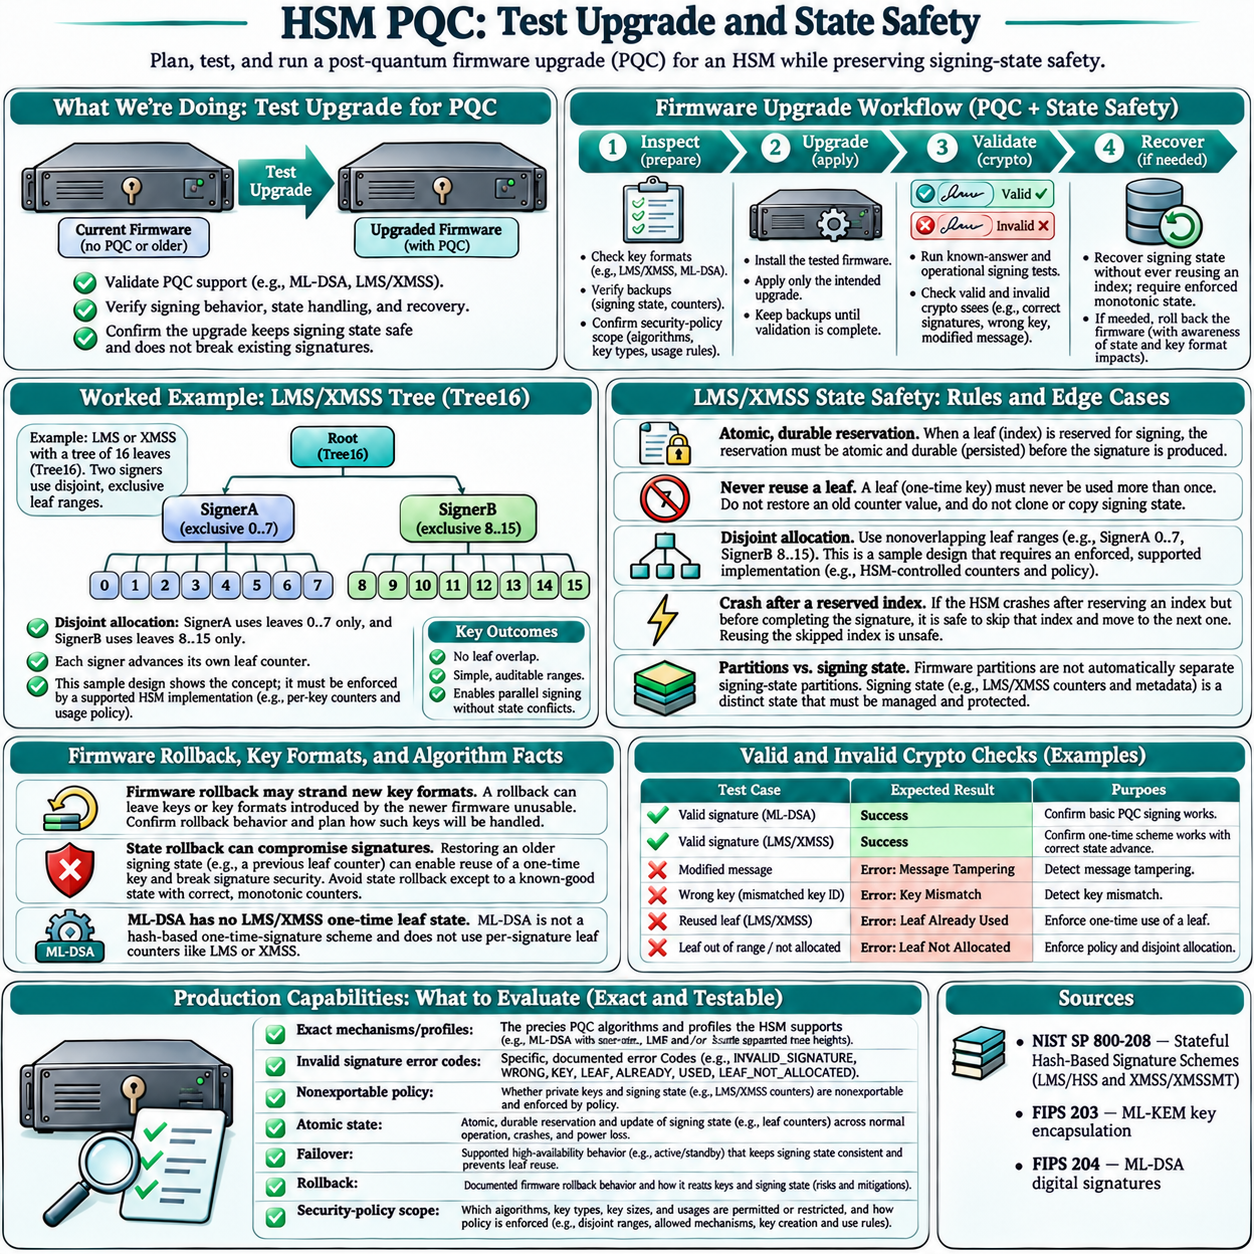 HSM PQC: Test Upgrade and State Safety
Plan, test, and run a post-quantum firmware upgrade (PQC) for an HSM while preserving signing-state safety.
What We're Doing: Test Upgrade for PQC
Test
Upgrade
Current Firmware
(no PQC or older)
Upgraded Firmware
(with PQC)
Validate PQC support (e.g., ML-DSA, LMS/XMSS).
Verify signing behavior, state handling, and recovery.
Confirm the upgrade keeps signing state safe
and does not break existing signatures.
Firmware Upgrade Workflow (PQC + State Safety)
1 Inspect
(prepare)
• Check key formats
(e.g., LMS/XMSS, ML-DSA).
• Verify backups
(signing state, counters).
• Confirm security-policy
scope (algorithms,
key types, usage rules).
2 Upgrade
(apply)
• Install the tested firmware.
• Apply only the intended
upgrade.
• Keep backups until
validation is complete.
3 Validate
(crypto)
Valid
Invalid
• Run known-answer and
operational signing tests.
• Check valid and invalid
crypto ssees (e.g., correct
signatures, wrong key,
modified message).
4 Recover
(if needed)
• Recover signing state
without ever reusing an
index; require enforced
monotonic state.
• If needed, roll back the
firmware (with awareness
of state and key format
impacts).
Worked Example: LMS/XMSS Tree (Tree16)
Example: LMS or XMSS
with a tree of 16 leaves
(Tree16). Two signers
use disjoint, exclusive
leaf ranges.
Root
(Tree16)
SignerA
(exclusive 0..7)
SignerB
(exclusive 8..15)
0 1 2 3 4 5 6 7 8 9 10 11 12 13 14 15
Disjoint allocation: SignerA uses leaves 0..7 only, and
SignerB uses leaves 8..15 only.
Each signer advances its own leaf counter.
This sample design shows the concept; it must be enforced
by a supported HSM implementation (e.g., per-key counters and
usage policy).
Key Outcomes
No leaf overlap.
Simple, auditable ranges.
Enables parallel signing
without state conflicts.
LMS/XMSS State Safety: Rules and Edge Cases
Atomic, durable reservation. When a leaf (index) is reserved for signing, the
reservation must be atomic and durable (persisted) before the signature is produced.
7
Never reuse a leaf. A leaf (one-time key) must never be used more than once.
Do not restore an old counter value, and do not clone or copy signing state.
Disjoint allocation. Use nonoverlapping leaf ranges (e.g., SignerA 0..7,
SignerB 8..15). This is a sample design that requires an enforced, supported
implementation (e.g., HSM-controlled counters and policy).
Crash after a reserved index. If the HSM crashes after reserving an index but
before completing the signature, it is safe to skip that index and move to the next one.
Reusing the skipped index is unsafe.
Partitions vs. signing state. Firmware partitions are not automatically separate
signing-state partitions. Signing state (e.g., LMS/XMSS counters and metadata) is a
distinct state that must be managed and protected.
Firmware Rollback, Key Formats, and Algorithm Facts
Firmware rollback may strand new key formats. A rollback can
leave keys or key formats introduced by the newer firmware unusable.
Confirm rollback behavior and plan how such keys will be handled.
State rollback can compromise signatures. Restoring an older
signing state (e.g., a previous leaf counter) can enable reuse of a one-time
key and break signature security. Avoid state rollback except to a known-good
state with correct, monotonic counters.
ML-DSA
ML-DSA has no LMS/XMSS one-time leaf state. ML-DSA is not a
hash-based one-time-signature scheme and does not use per-signature leaf
counters like LMS or XMSS.
Valid and Invalid Crypto Checks (Examples)
Test Case Expected Result Purpoes
Valid signature (ML-DSA) Success Confirm basic PQC signing works.
Valid signature (LMS/XMSS) Success Confirm one-time scheme works with
correct state advance.
Modified message Error: Message Tampering Detect message tampering.
Wrong key (mismatched key ID) Error: Key Mismatch Detect key mismatch.
Reused leaf (LMS/XMSS) Error: Leaf Already Used Enforce one-time use of a leaf.
Leaf out of range / not allocated Error: Leaf Not Allocated Enforce policy and disjoint allocation.
Production Capabilities: What to Evaluate (Exact and Testable)
Exact mechanisms/profiles: The precies PQC algorithms and profiles the HSM supports
(e.g., ML-DSA with and/or tree heights).
Invalid signature error codes: Specific, documented error Codes (e.g., INVALID_SIGNATURE,
WRONG, KEY, LEAF, ALREADY, USED, LEAF_NOT_ALLOCATED).
Nonexportable policy: Whether private keys and signing state (e.g., LMS/XMSS counters) are nonexportable
and enforced by policy.
Atomic state: Atomic, durable reservation and update of signing state (e.g., leaf counters) across normal
operation, crashes, and power loss.
Failover: Supported high-availability behavior (e.g., active/standby) that keeps signing state consistent and
prevents leaf reuse.
Rollback: Documented firmware rollback behavior and how it reatts keys and signing state (risks and mitigations).
Security-policy scope: Which algorithms, key types, key sizes, and usages are permitted or restricted, and how
policy is enforced (e.g., disjoint ranges, allowed mechanisms, key creation and use rules).
Sources
• NIST SP 800-208 — Stateful
Hash-Based Signature Schemes
(LMS/HSS and XMSS/XMSSMT)
• FIPS 203 — ML-KEM key
encapsulation
• FIPS 204 — ML-DSA
digital signatures